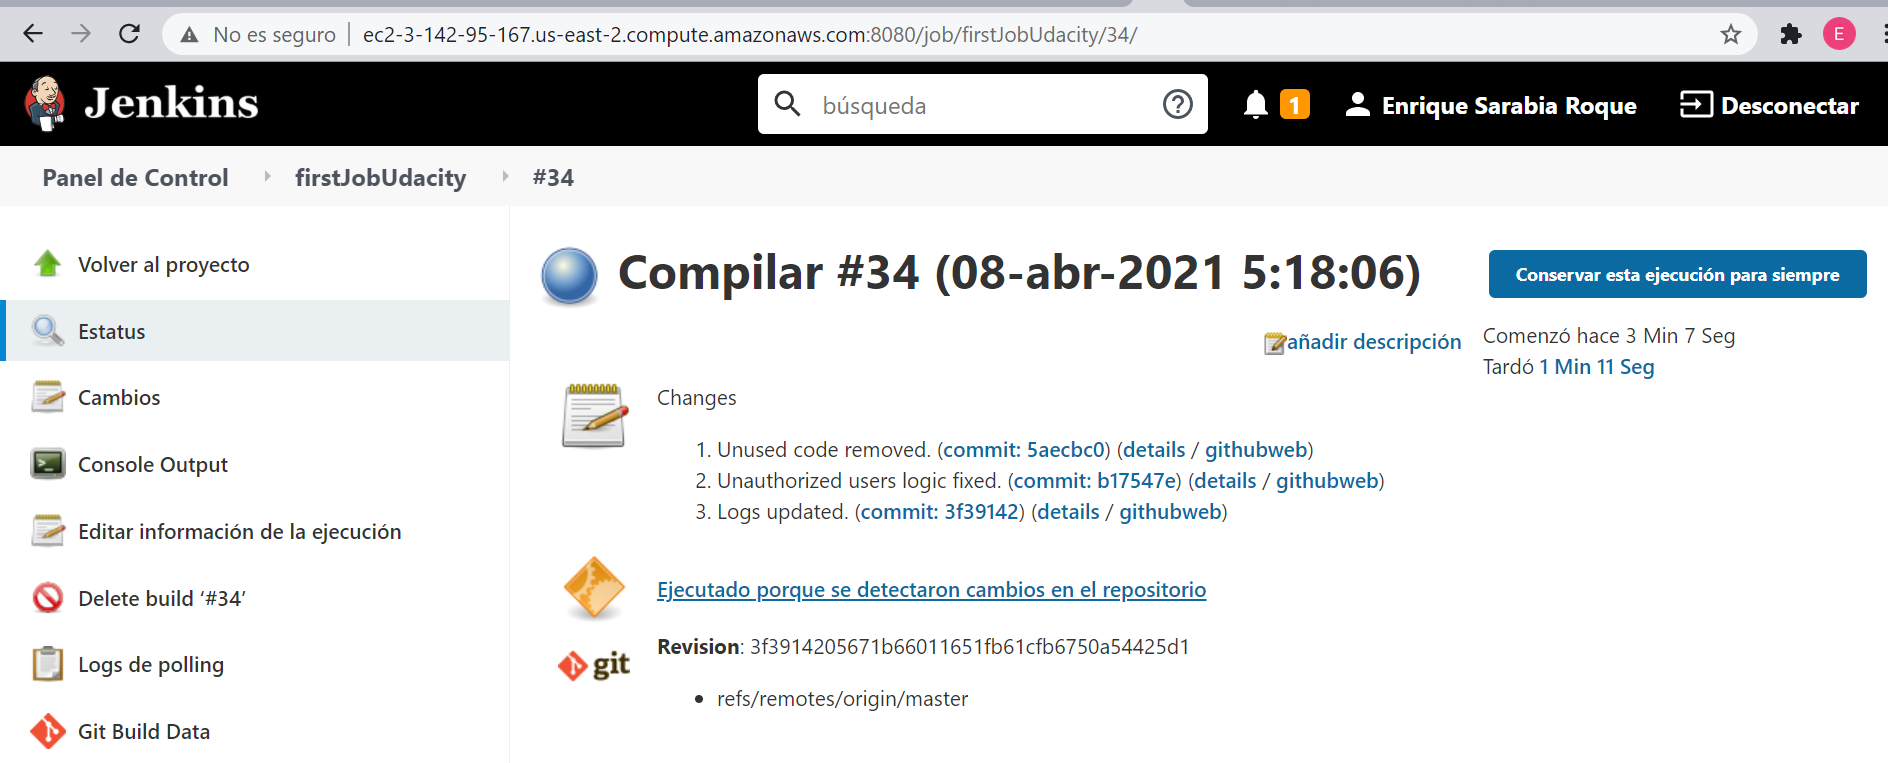 No es seguro ec2-3-142-95-167.us-east-2.compute.amazonaws.com:8080/job/firstJobUdacity/34/
E
Jenkins
búsqueda
1
Enrique Sarabia Roque
Desconectar
Panel de Control
firstJobUdacity
#34
Volver al proyecto
Estatus
Cambios
Console Output
Editar información de la ejecución
Delete build ‘#34’
Logs de polling
Git Build Data
Compilar #34 (08-abr-2021 5:18:06)
Conservar esta ejecución para siempre
añadir descripción
Comenzó hace 3 Min 7 Seg
Tardó 1 Min 11 Seg
Changes
1. Unused code removed. (commit: 5aecbc0) (details / githubweb)
2. Unauthorized users logic fixed. (commit: b17547e) (details / githubweb)
3. Logs updated. (commit: 3f39142) (details / githubweb)
Ejecutado porque se detectaron cambios en el repositorio
git
Revision: 3f3914205671b66011651fb61cfb6750a54425d1
• refs/remotes/origin/master